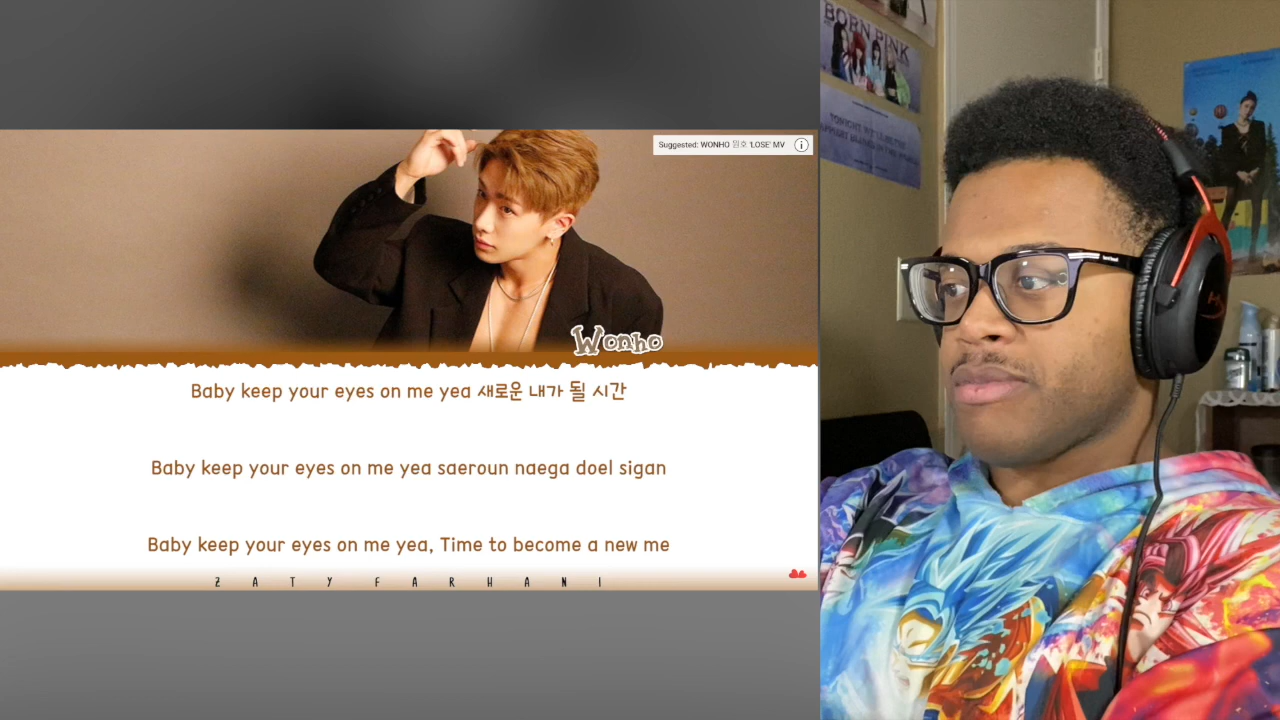 Suggested: WONHO 원호 'LOSE' MV
Wonho
Baby keep your eyes on me yea 새로운 내가 될 시간
Baby keep your eyes on me yea saeroun naega doel sigan
Baby keep your eyes on me yea, Time to become a new me
ZATY FARHANI
BORN PINK